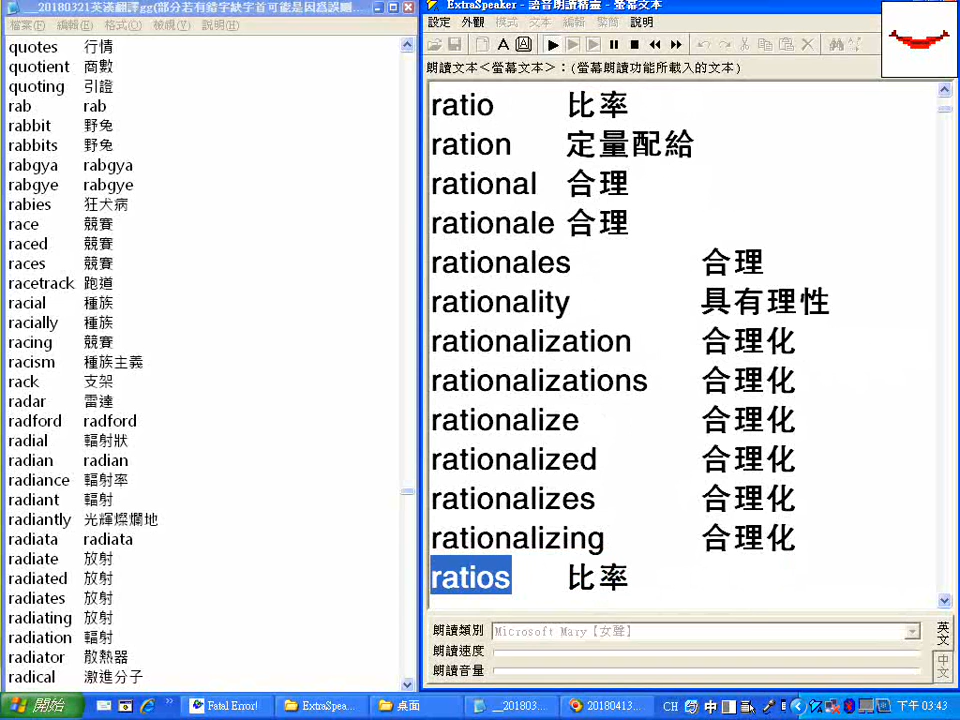 __20180321英漢翻譯gg(部分若有錯字缺字首可能是因為誤刪...
檔案(F) 編輯(E) 格式(O) 檢視(V) 說明(H)
quotes 行情
quotient 商數
quoting 引證
rab rab
rabbit 野兔
rabbits 野兔
rabgya rabgya
rabgye rabgye
rabies 狂犬病
race 競賽
raced 競賽
races 競賽
racetrack 跑道
racial 種族
racially 種族
racing 競賽
racism 種族主義
rack 支架
radar 雷達
radford radford
radial 輻射狀
radian radian
radiance 輻射率
radiant 輻射
radiantly 光輝燦爛地
radiata radiata
radiate 放射
radiated 放射
radiates 放射
radiating 放射
radiation 輻射
radiator 散熱器
radical 激進分子
ExtraSpeaker - 語音朗讀精靈 - 螢幕文本
設定 外觀 模式 文本 編輯 繁簡 說明
朗讀文本<螢幕文本>：(螢幕朗讀功能所載入的文本)
ratio 比率
ration 定量配給
rational 合理
rationale 合理
rationales 合理
rationality 具有理性
rationalization 合理化
rationalizations 合理化
rationalize 合理化
rationalized 合理化
rationalizes 合理化
rationalizing 合理化
ratios 比率
朗讀類別 Microsoft Mary【女聲】
朗讀速度
朗讀音量
英文
中文
開始 Fatal Error! ExtraSpea... 桌面 __201803... 20180413... CH 中 下午 03:43